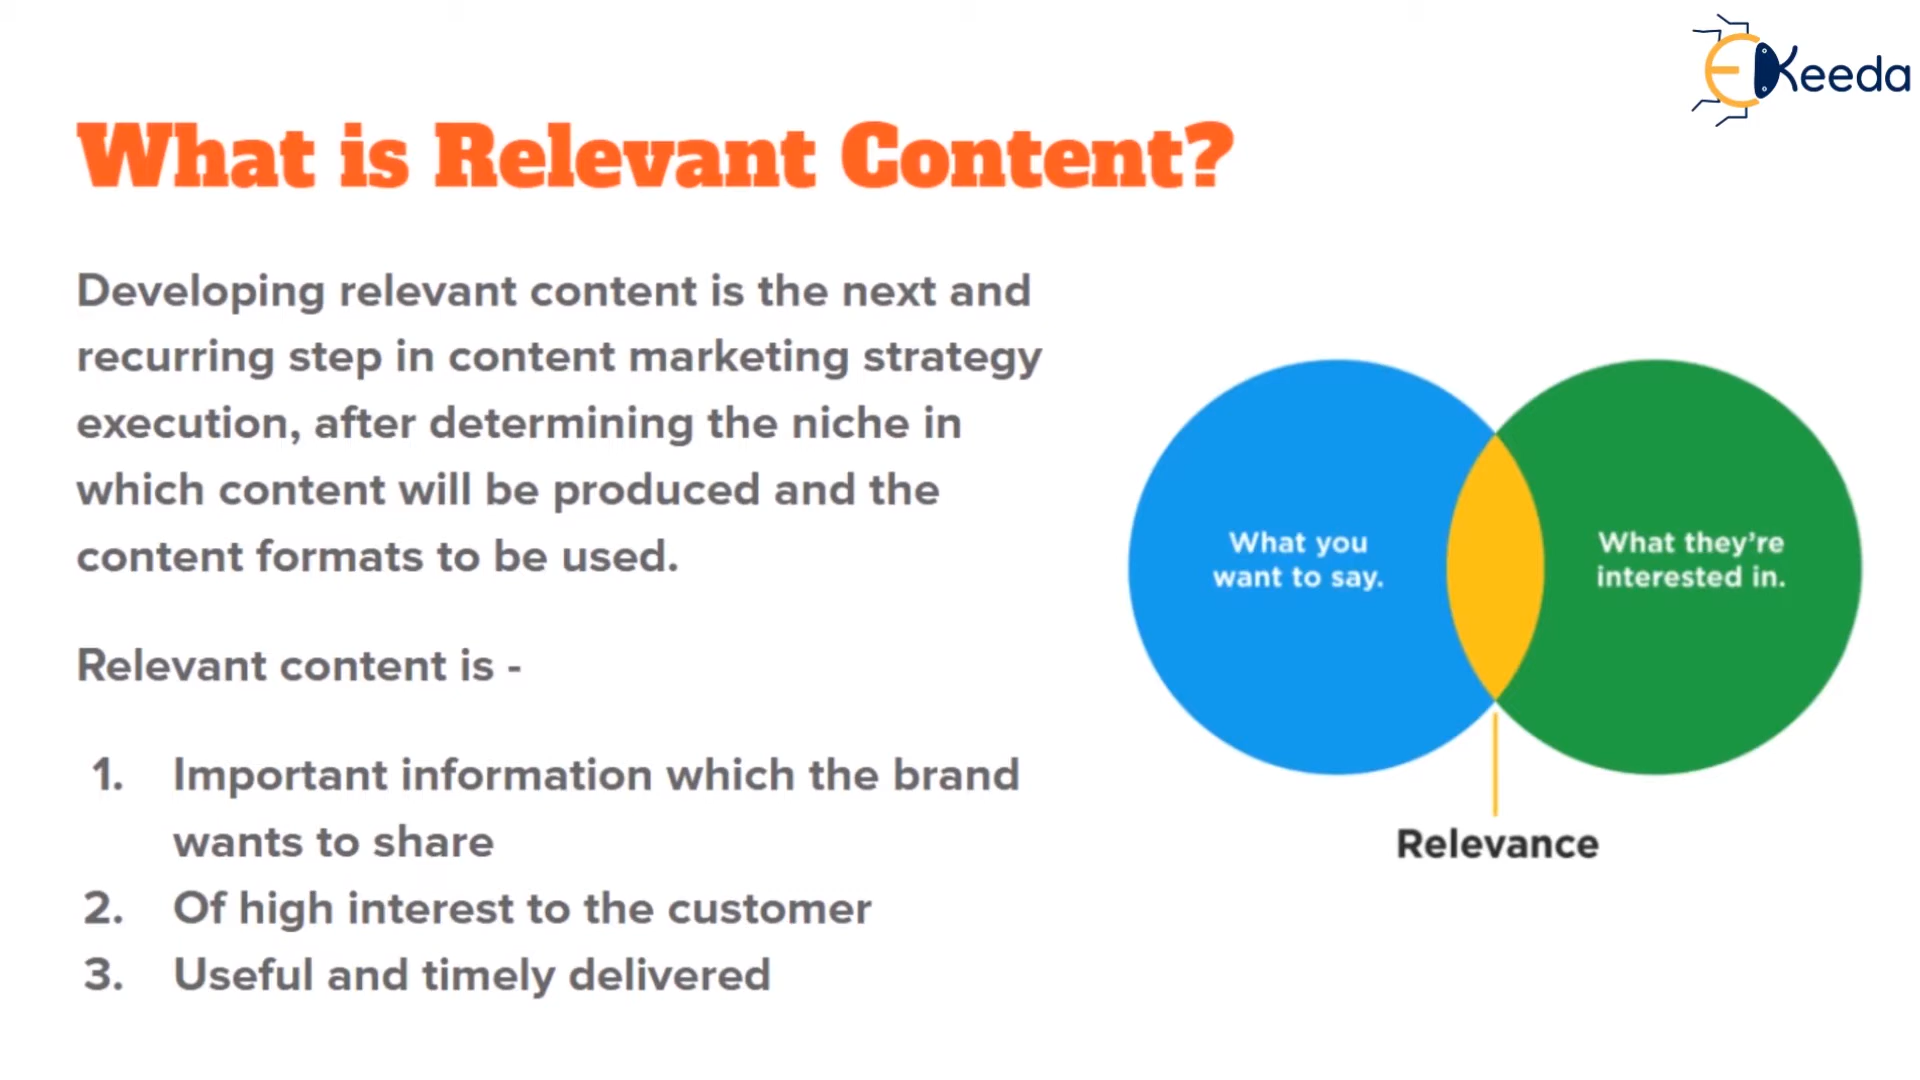 EKeeda
What is Relevant Content?
Developing relevant content is the next and
recurring step in content marketing strategy
execution, after determining the niche in
which content will be produced and the
content formats to be used.
Relevant content is -
1. Important information which the brand
wants to share
2. Of high interest to the customer
3. Useful and timely delivered
What you
want to say.
What they're
interested in.
Relevance